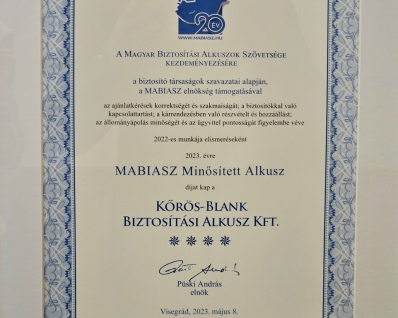 20 ÉV
WWW.MABIASZ.HU
A MAGYAR BIZTOSÍTÁSI ALKUSZOK SZÖVETSÉGE
KEZDEMÉNYEZÉSÉRE
a biztosító társaságok szavazatai alapján,
a MABIASZ elnökség támogatásával
az ajánlatkérések korrektségét és szakmaiságát; a biztosítókkal való
kapcsolattartást; a kárrendezésben való részvételt és hozzáállást;
az állományápolás minőségét és az ügyvitel pontosságát figyelembe véve
2022-es munkája elismeréseként
2023. évre
MABIASZ Minősített Alkusz
díjat kap a
KŐRÖS-BLANK
BIZTOSÍTÁSI ALKUSZ KFT.
Püski András
elnök
Visegrád, 2023. május 8.